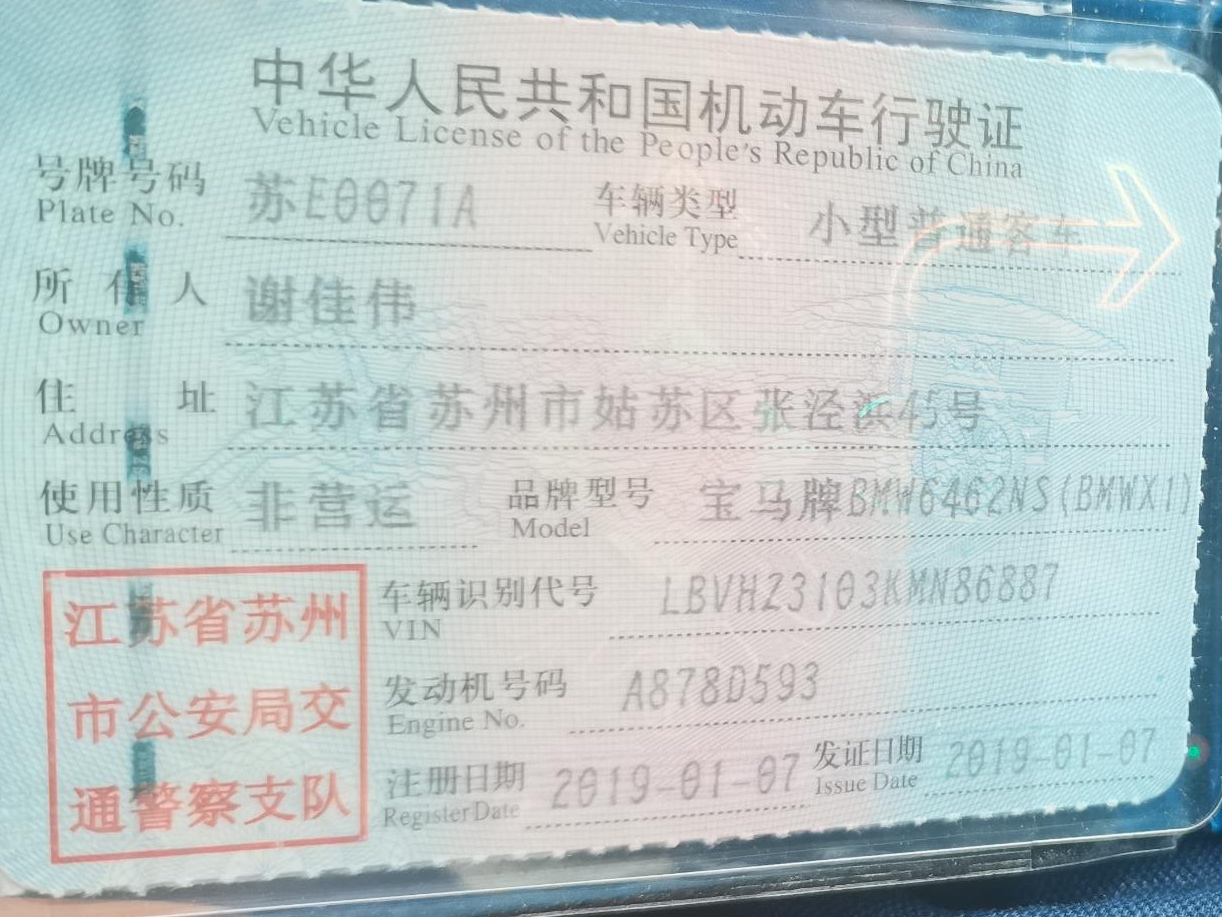 中华人民共和国机动车行驶证
Vehicle License of the People's Republic of China
号牌号码 苏E0071A 车辆类型 小型普通客车
Plate No. Vehicle Type
所有人 谢佳伟
Owner
住址 江苏省苏州市姑苏区张泾浜45号
Address
使用性质 非营运 品牌型号 宝马牌BMW6462NS(BMWX1)
Use Character Model
江苏省苏州
市公安局交
通警察支队
车辆识别代号 LBVHZ3103KMN86887
VIN
发动机号码 A878D593
Engine No.
注册日期 2019-01-07 发证日期 2019-01-07
Register Date Issue Date